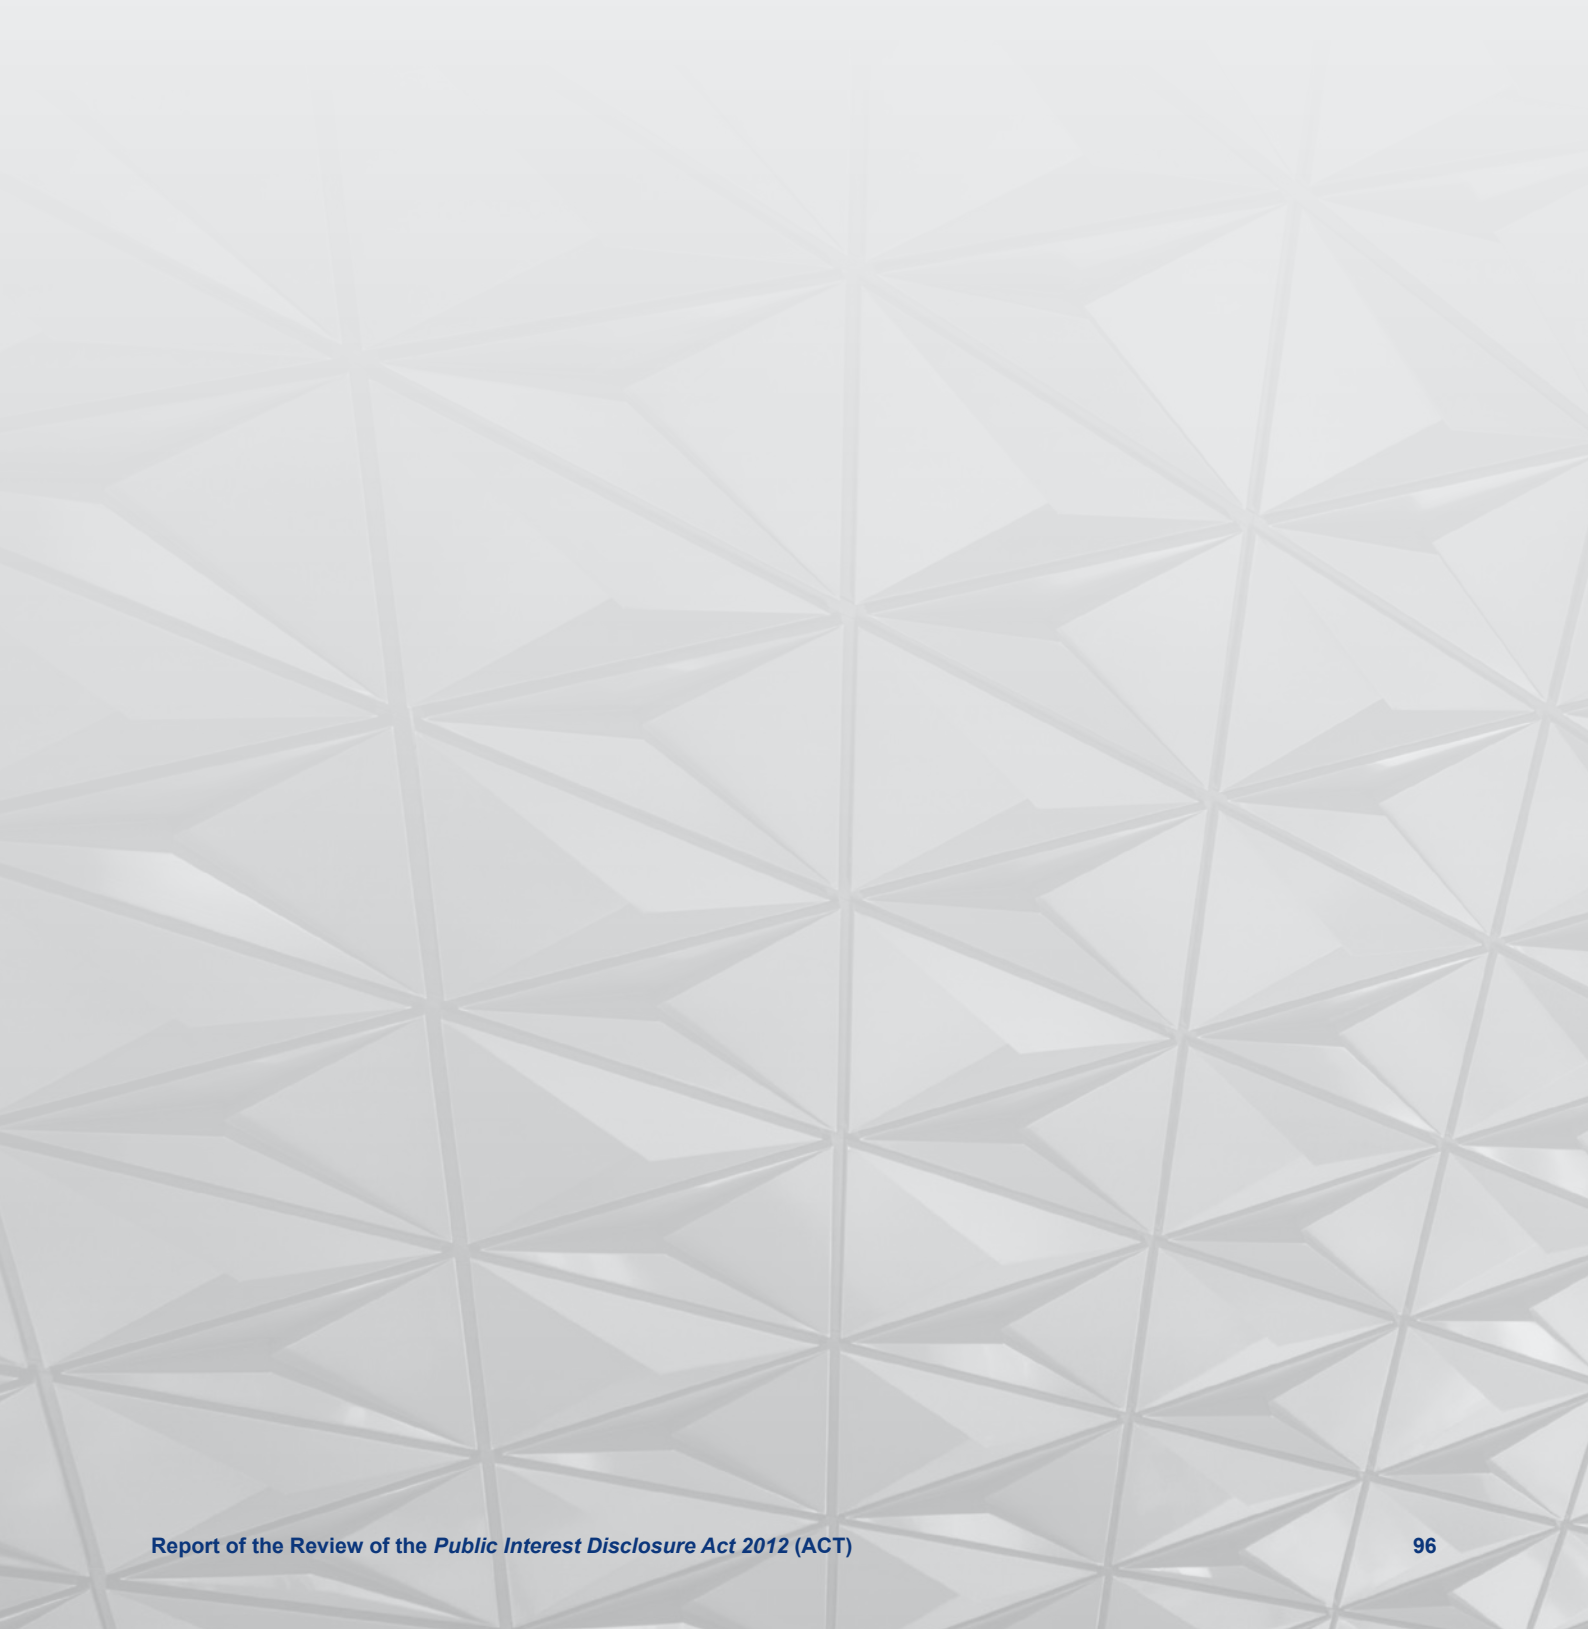 Report of the Review of the Public Interest Disclosure Act 2012 (ACT) 96